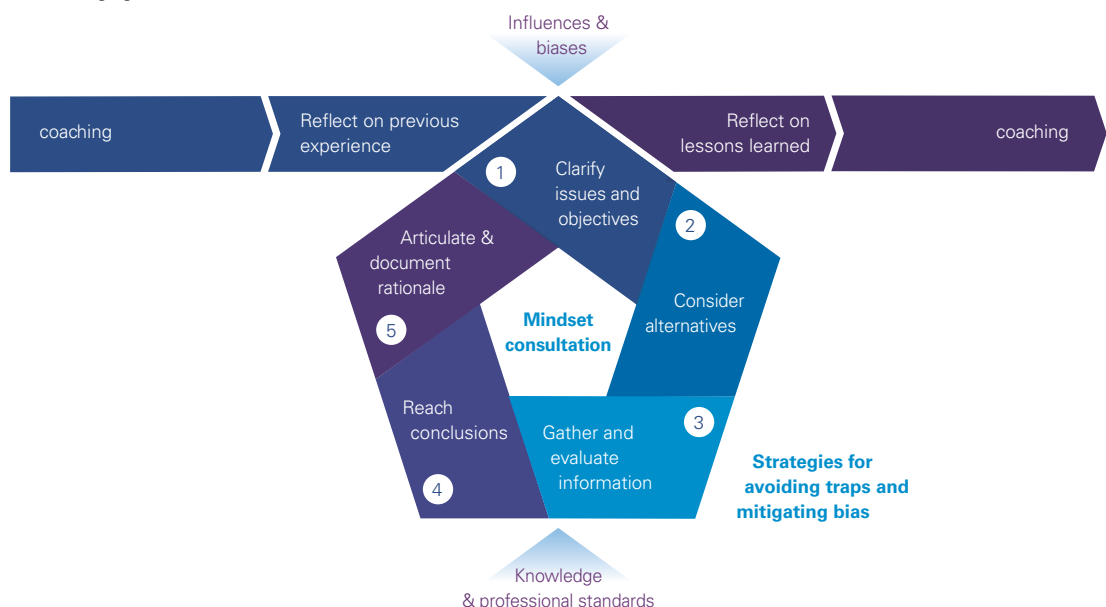 Influences &
biases
coaching
Reflect on previous
experience
Reflect on
lessons learned
coaching
1
Clarify
issues and
objectives
2
Consider
alternatives
Articulate &
document
rationale
5
Mindset
consultation
Reach
conclusions
4
Gather and
evaluate
information
3
Strategies for
avoiding traps and
mitigating bias
Knowledge
& professional standards